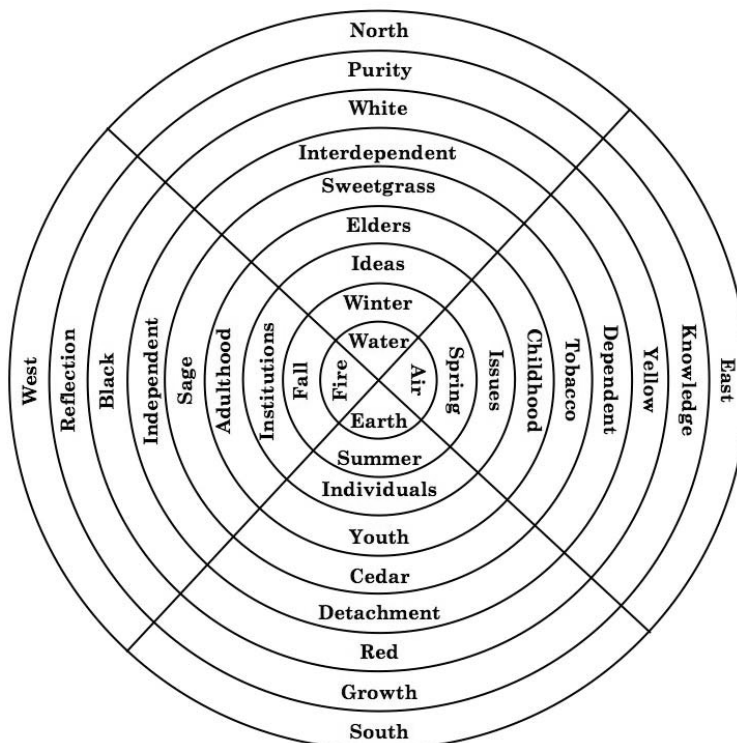 North
Purity
White
Interdependent
Sweetgrass
Elders
Ideas
Winter
Water
West
Reflection
Black
Independent
Sage
Adulthood
Institutions
Fall
Fire
Air
Spring
Issues
Childhood
Tobacco
Dependent
Yellow
Knowledge
East
Earth
Summer
Individuals
Youth
Cedar
Detachment
Red
Growth
South